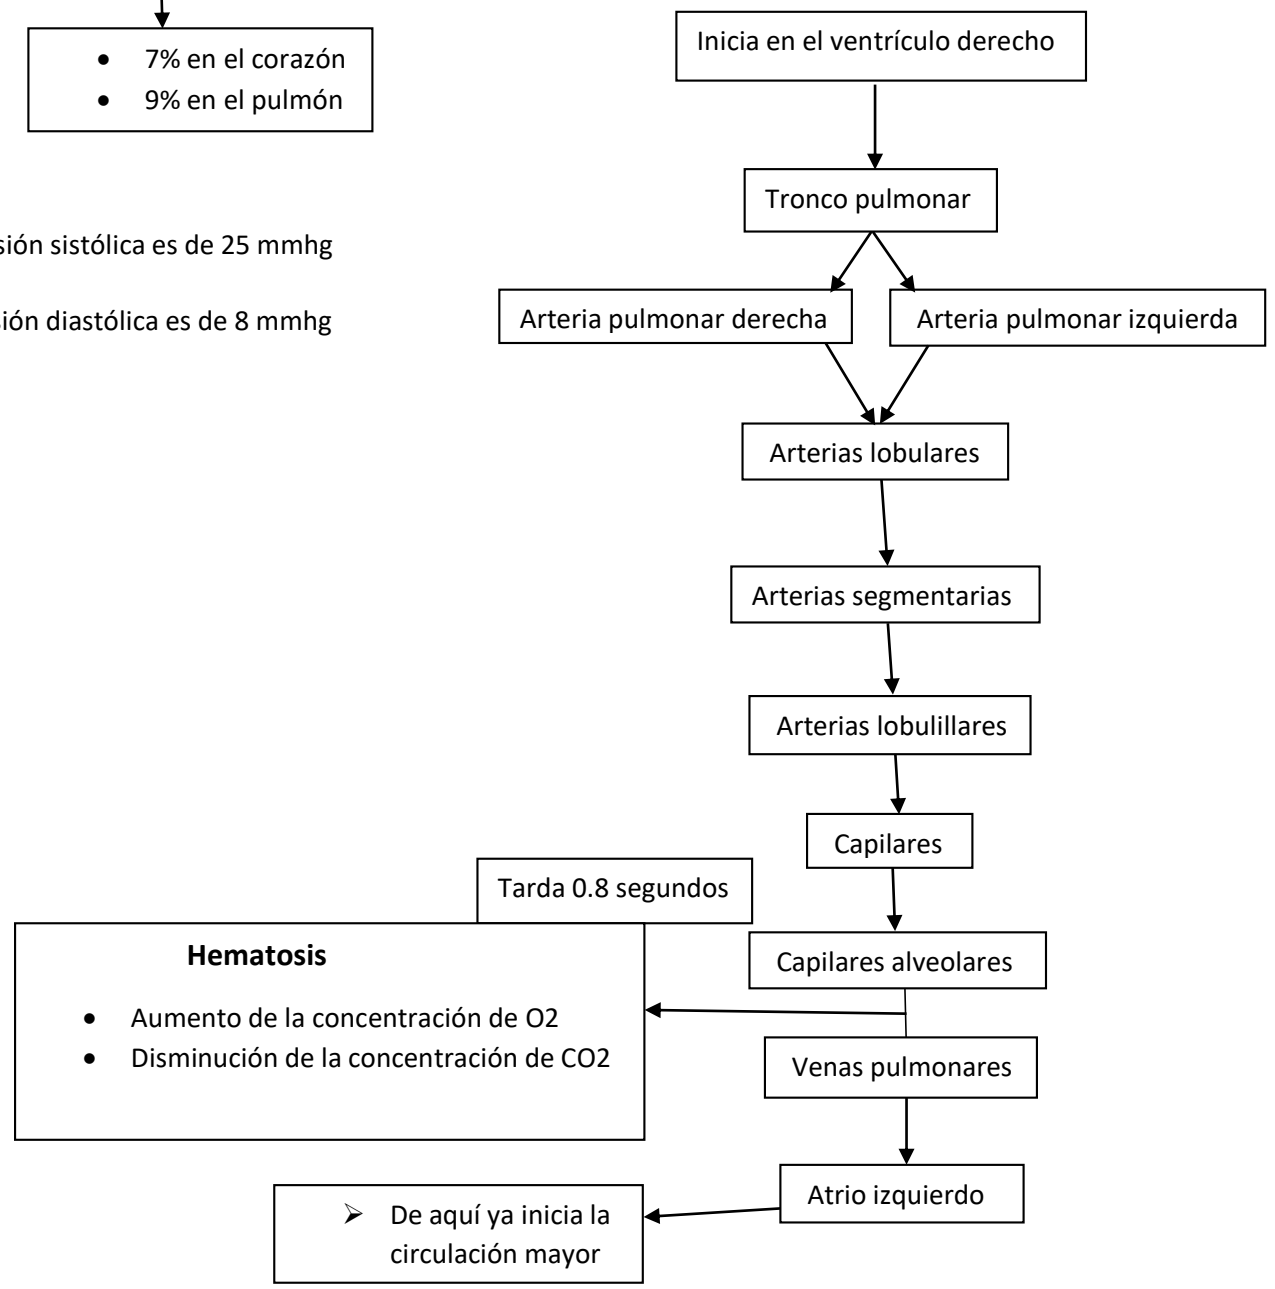 • 7% en el corazón
• 9% en el pulmón
sión sistólica es de 25 mmhg
sión diastólica es de 8 mmhg
Inicia en el ventrículo derecho
Tronco pulmonar
Arteria pulmonar derecha
Arteria pulmonar izquierda
Arterias lobulares
Arterias segmentarias
Arterias lobulillares
Capilares
Tarda 0.8 segundos
Capilares alveolares
Hematosis
• Aumento de la concentración de O2
• Disminución de la concentración de CO2
Venas pulmonares
Atrio izquierdo
➢ De aquí ya inicia la
circulación mayor